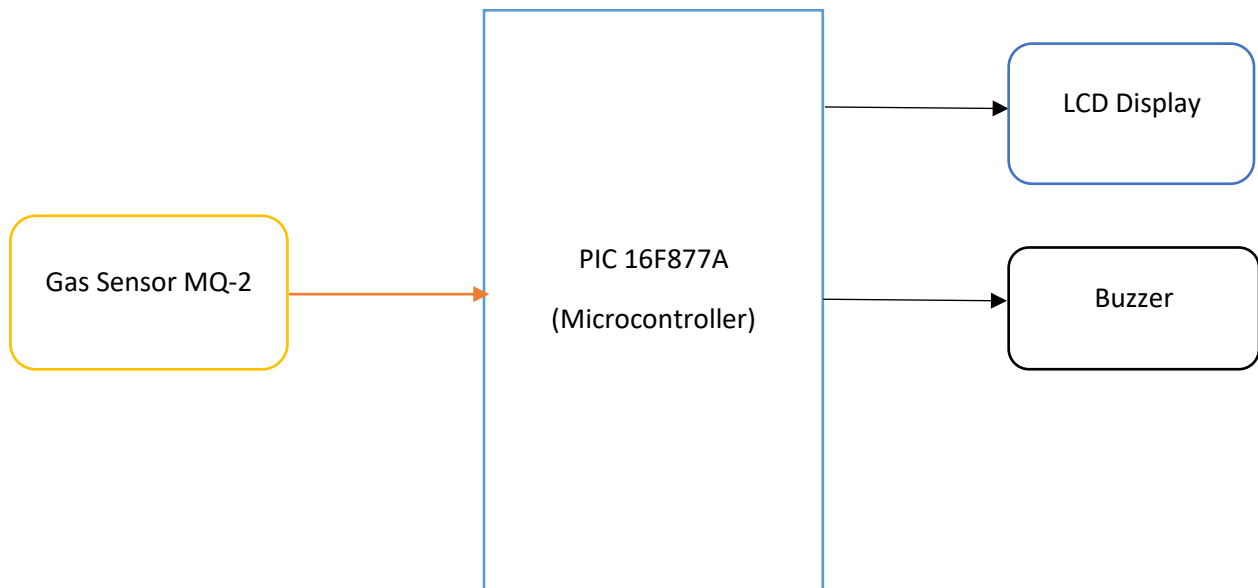 Gas Sensor MQ-2
PIC 16F877A
(Microcontroller)
LCD Display
Buzzer